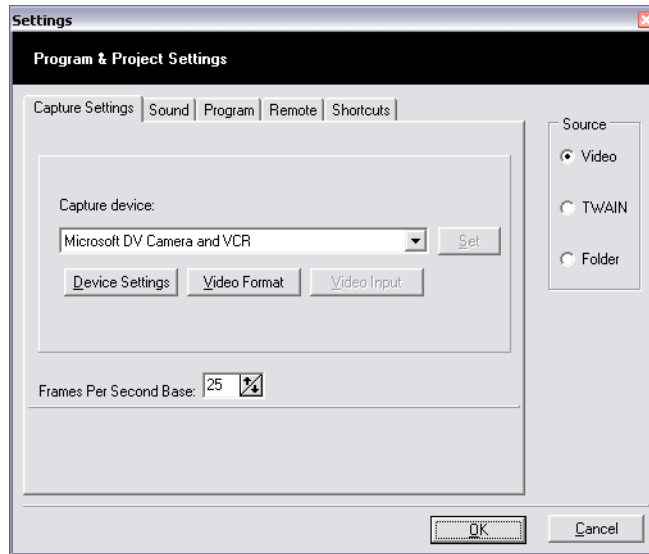 Settings
Program & Project Settings
Capture Settings Sound Program Remote Shortcuts
Source
Video
TWAIN
Folder
Capture device:
Microsoft DV Camera and VCR
Set
Device Settings Video Format Video Input
Frames Per Second Base: 25
OK Cancel